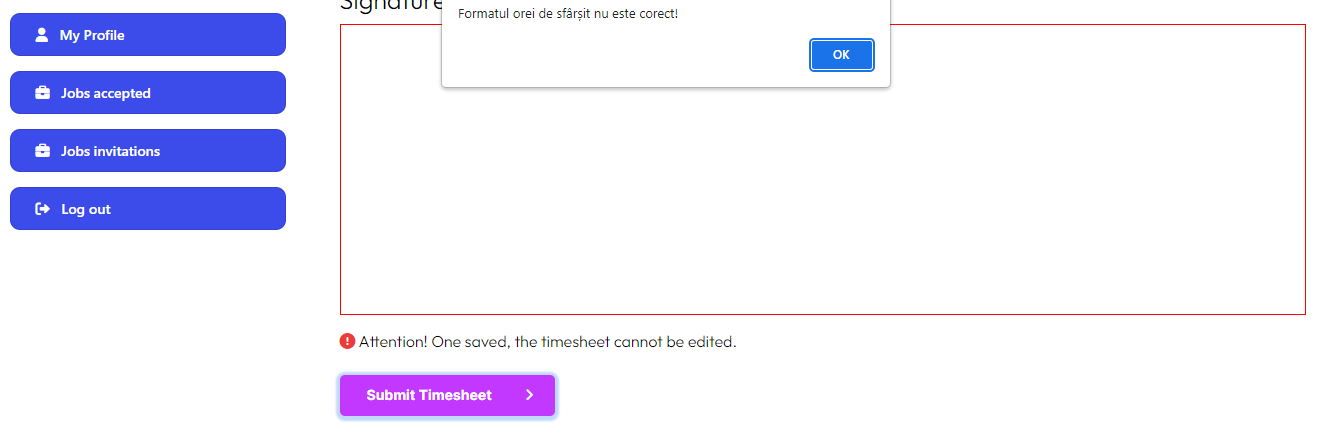 My Profile
Jobs accepted
Jobs invitations
Log out
Signature
Formatul orei de sfârșit nu este corect!
OK
Attention! One saved, the timesheet cannot be edited.
Submit Timesheet